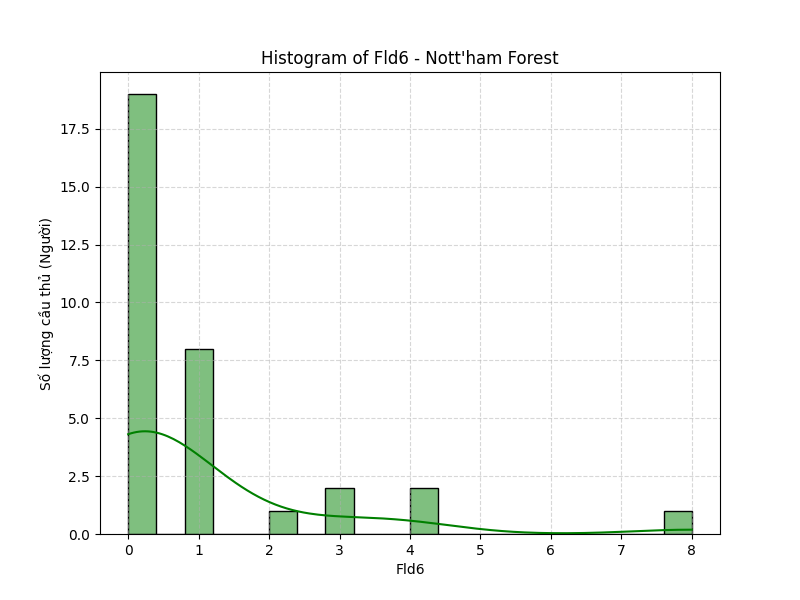 Histogram of Fld6 - Nott'ham Forest
Số lượng cầu thủ (Người)
17.5
15.0
12.5
10.0
7.5
5.0
2.5
0.0
0 1 2 3 4 5 6 7 8
Fld6